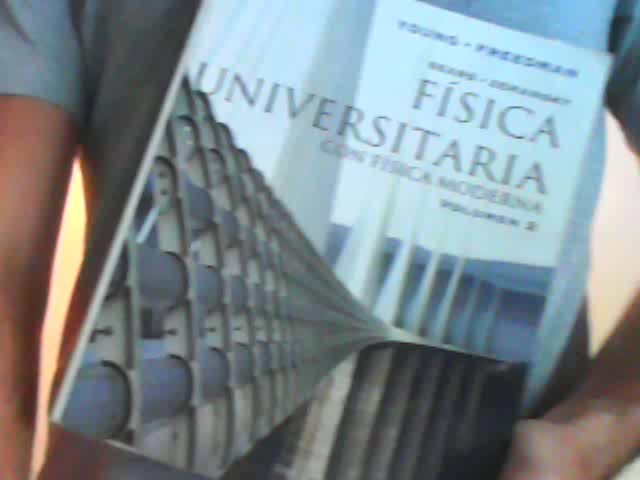 YOUNG • FREEDMAN
SEARS • ZEMANSKY
FÍSICA
UNIVERSITARIA
CON FÍSICA MODERNA
VOLUMEN 2